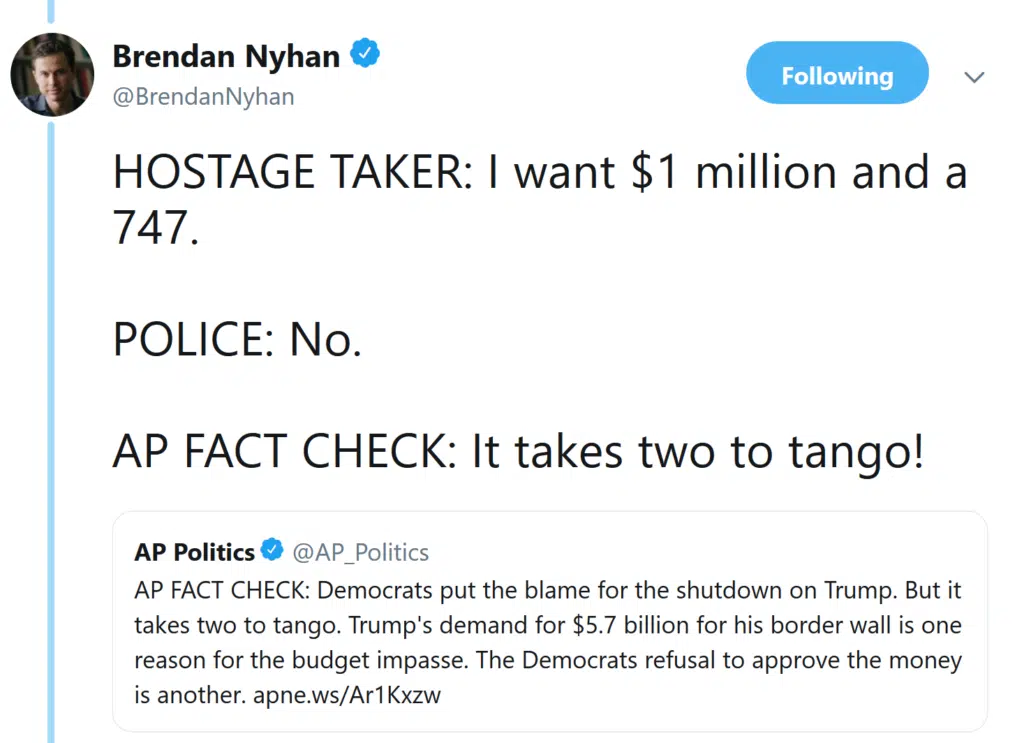 Brendan Nyhan
@BrendanNyhan
Following
HOSTAGE TAKER: I want $1 million and a
747.
POLICE: No.
AP FACT CHECK: It takes two to tango!
AP Politics @AP_Politics
AP FACT CHECK: Democrats put the blame for the shutdown on Trump. But it
takes two to tango. Trump's demand for $5.7 billion for his border wall is one
reason for the budget impasse. The Democrats refusal to approve the money
is another. apne.ws/Ar1Kxzw